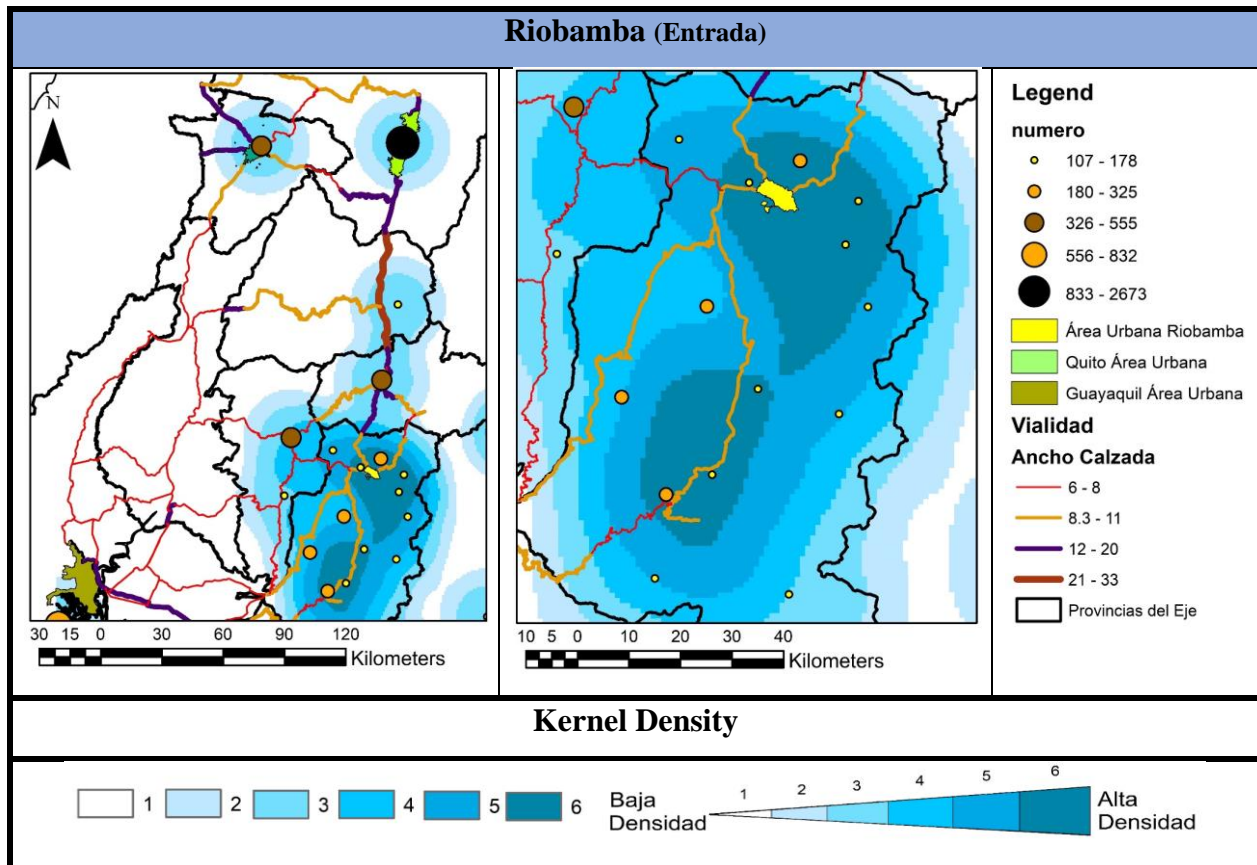 Riobamba (Entrada)
N
30 15 0 30 60 90 120
Kilometers
10 5 0 10 20 30 40
Kilometers
Legend
numero
107 - 178
180 - 325
326 - 555
556 - 832
833 - 2673
Área Urbana Riobamba
Quito Área Urbana
Guayaquil Área Urbana
Vialidad
Ancho Calzada
6 - 8
8.3 - 11
12 - 20
21 - 33
Provincias del Eje
Kernel Density
1 2 3 4 5 6
Baja
Densidad
1 2 3 4 5 6
Alta
Densidad